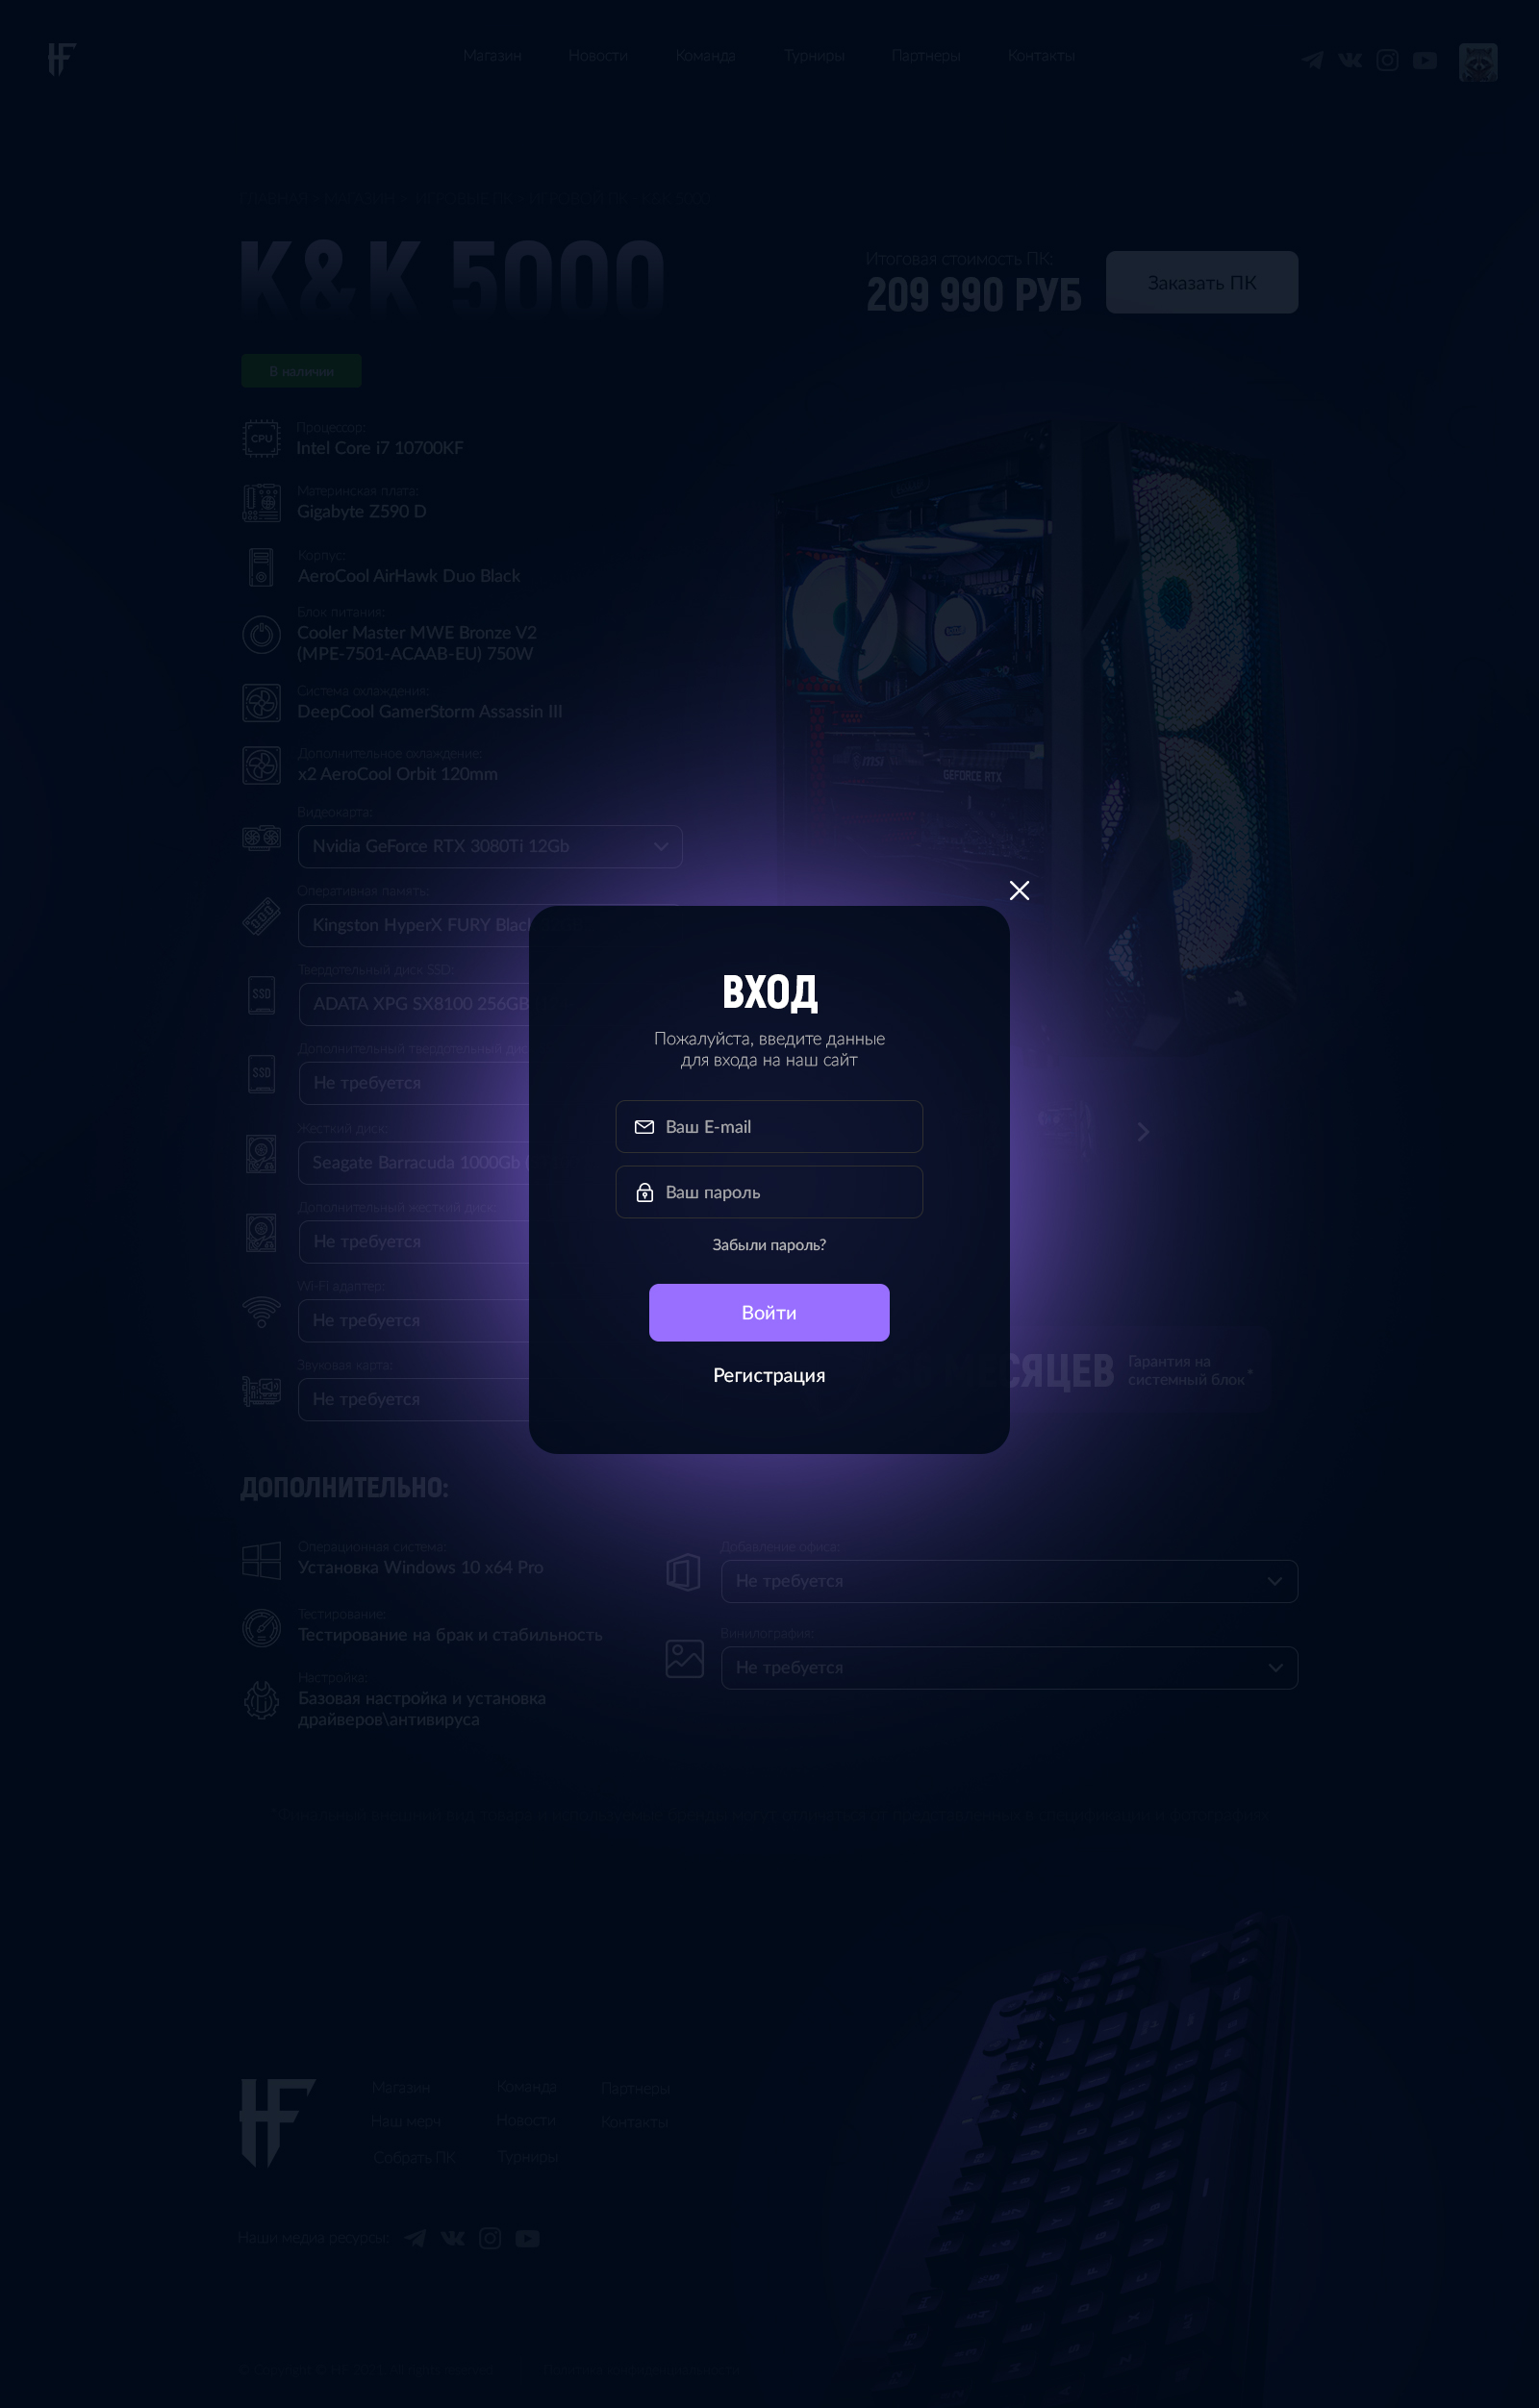 HF
Магазин
Новости
Команда
Турниры
Партнеры
Контакты
K&K 5000
Итоговая стоимость ПК:
209 990 РУБ
Заказать ПК
В наличии
CPU
Процессор:
Intel Core i7 10700KF
Материнская плата:
Gigabyte Z590 D
Корпус:
AeroCool AirHawk Duo Black
Блок питания:
Cooler Master MWE Bronze V2
(MPE-7501-ACAAB-EU) 750W
Система охлаждения:
DeepCool GamerStorm Assassin III
Дополнительное охлаждение:
x2 AeroCool Orbit 120mm
msi
GEFORCE RTX
Видеокарта:
Nvidia GeForce RTX 3080Ti 12Gb
Оперативная память:
Kingston HyperX FURY Black
Твердотельный диск SSD:
SSD
ADATA XPG SX8100 256GB
Дополнительный твердотельный
SSD
Не требуется
Жесткий диск:
Seagate Barracuda 1000Gb
Дополнительный жесткий диск:
Не требуется
Wi-Fi адаптер:
Не требуется
Звуковая карта:
Не требуется
ВХОД
Пожалуйста, введите данные
для входа на наш сайт
Ваш E-mail
Ваш пароль
Забыли пароль?
Войти
Регистрация
МЕСЯЦЕВ
Гарантия на
системный блок *
ДОПОЛНИТЕЛЬНО:
Операционная система:
Установка Windows 10 x64 Pro
Тестирование:
Тестирование на брак и стабильность
Настройка:
Базовая настройка и установка
драйверов\антивируса
Добавление офиса:
Не требуется
Винилография:
Не требуется
HF
Магазин
Команда
Партнеры
Наш мерч
Новости
Контакты
Собрать ПК
Турниры
Наши медиа ресурсы: